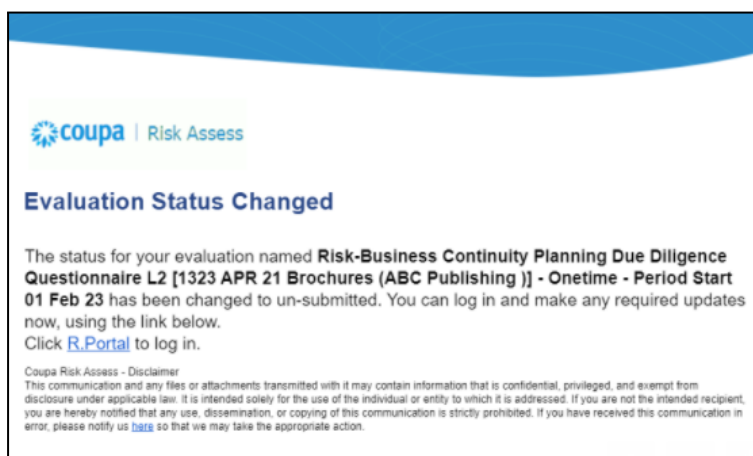 coupa | Risk Assess
Evaluation Status Changed
The status for your evaluation named Risk-Business Continuity Planning Due Diligence
Questionnaire L2 [1323 APR 21 Brochures (ABC Publishing )] - Onetime - Period Start
01 Feb 23 has been changed to un-submitted. You can log in and make any required updates
now, using the link below.
Click R.Portal to log in.
Coupa Risk Assess - Disclaimer
This communication and any files or attachments transmitted with it may contain information that is confidential, privileged, and exempt from
disclosure under applicable law. It is intended solely for the use of the individual or entity to which it is addressed. If you are not the intended recipient,
you are hereby notified that any use, dissemination, or copying of this communication is strictly prohibited. If you have received this communication in
error, please notify us here so that we may take the appropriate action.